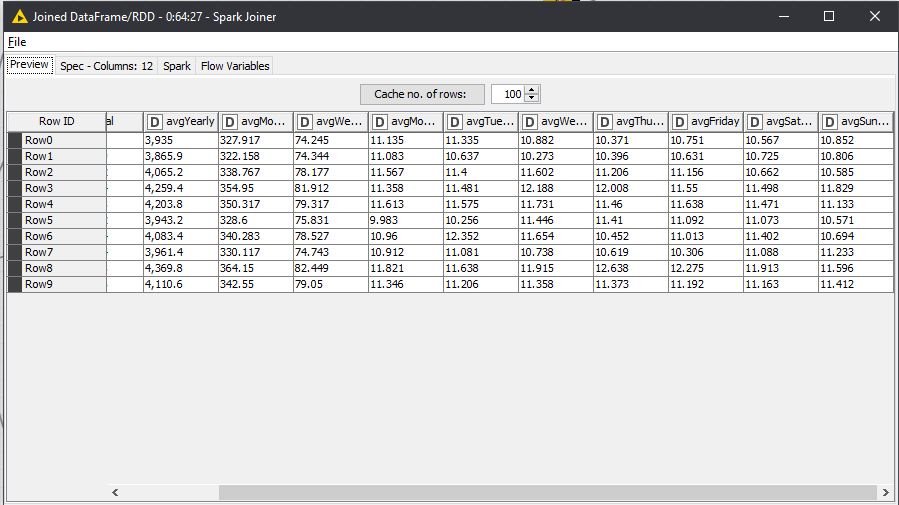 Joined DataFrame/RDD - 0:64:27 - Spark Joiner
File
Preview Spec - Columns: 12 Spark Flow Variables
Cache no. of rows: 100
Row ID al D avgYearly D avgMo... D avgWe... D avgMo... D avgTue... D avgWe... D avgThu... D avgFriday D avgSat... D avgSun...
Row0 3,935 327.917 74.245 11.135 11.335 10.882 10.371 10.751 10.567 10.852
Row1 3,865.9 322.158 74.344 11.083 10.637 10.273 10.396 10.631 10.725 10.806
Row2 4,065.2 338.767 78.177 11.567 11.4 11.602 11.206 11.156 10.662 10.585
Row3 4,259.4 354.95 81.912 11.358 11.481 12.188 12.008 11.55 11.498 11.829
Row4 4,203.8 350.317 79.317 11.613 11.575 11.731 11.46 11.638 11.471 11.133
Row5 3,943.2 328.6 75.831 9.983 10.256 11.446 11.41 11.092 11.073 10.571
Row6 4,083.4 340.283 78.527 10.96 12.352 11.654 10.452 11.013 11.402 10.694
Row7 3,961.4 330.117 74.743 10.912 11.081 10.738 10.619 10.306 11.088 11.233
Row8 4,369.8 364.15 82.449 11.821 11.638 11.915 12.638 12.275 11.913 11.596
Row9 4,110.6 342.55 79.05 11.346 11.206 11.358 11.373 11.192 11.163 11.412